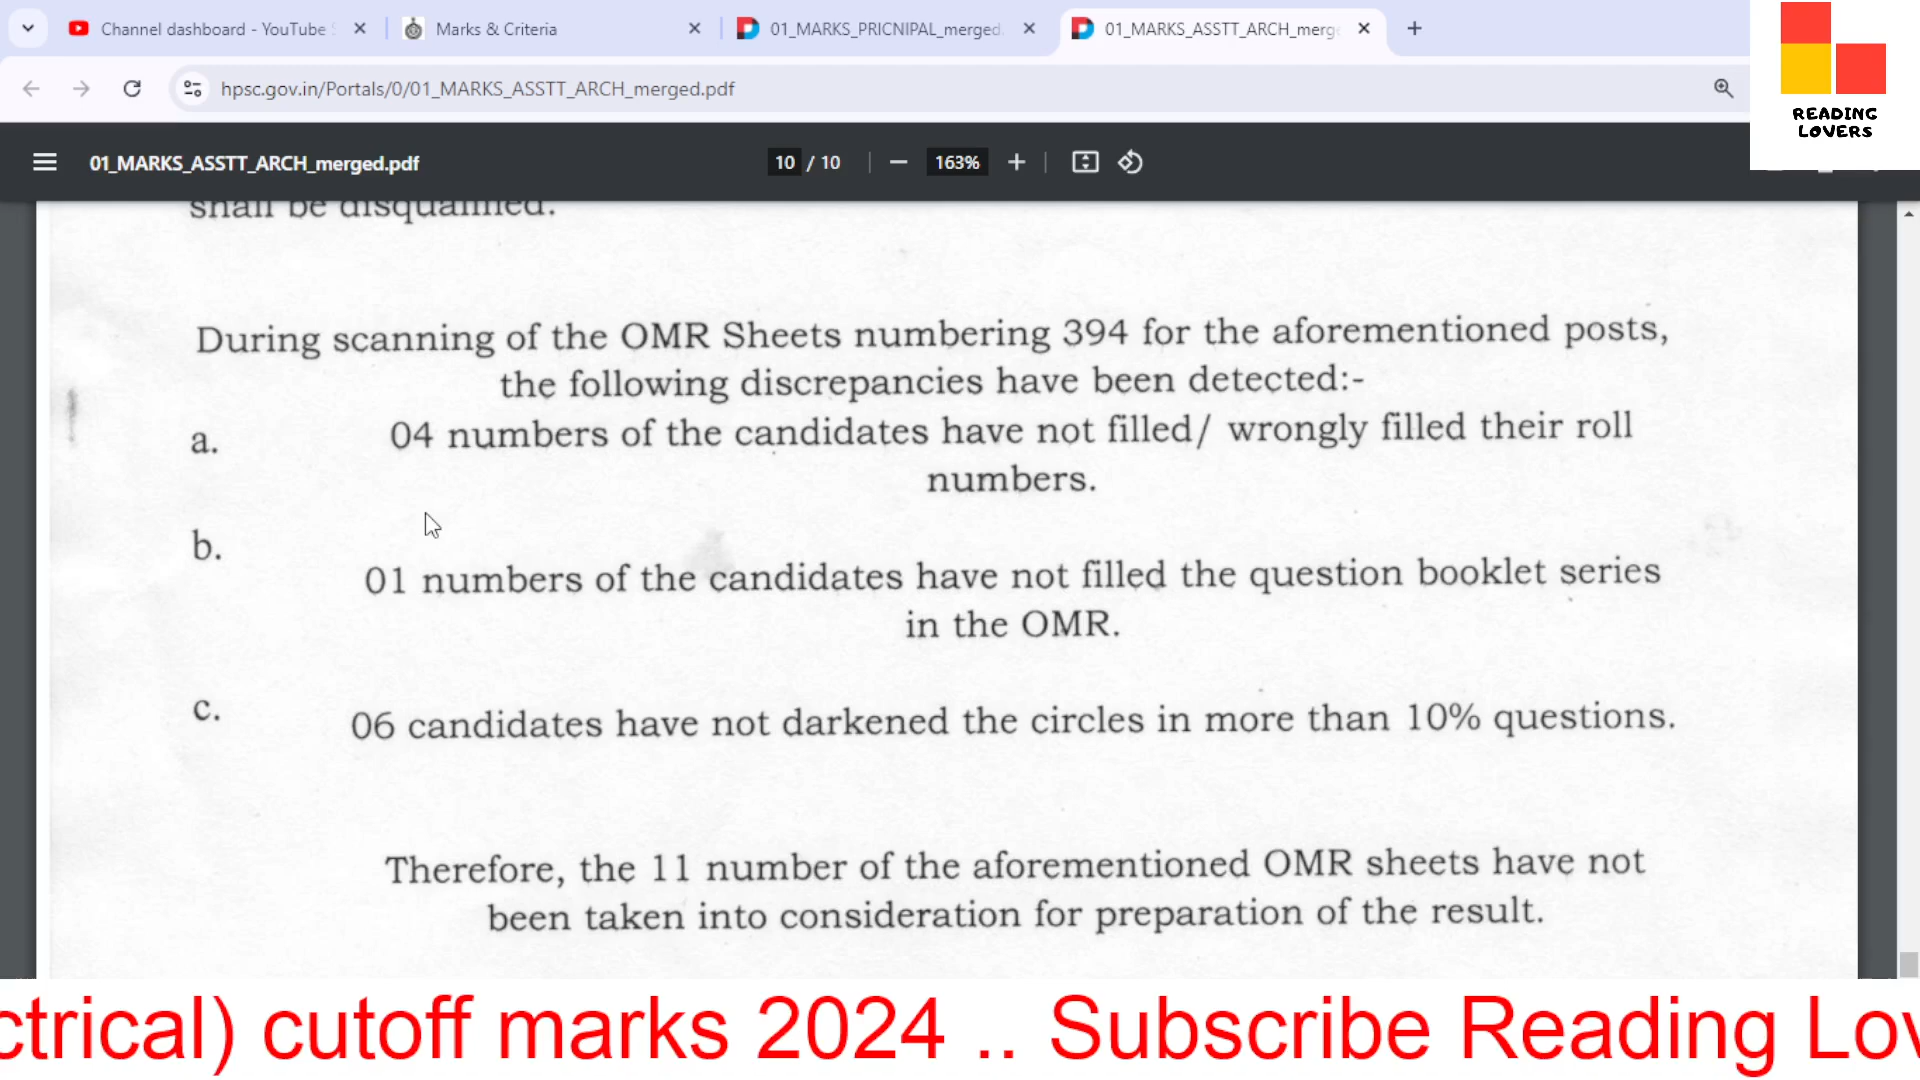 Channel dashboard - YouTube S
Marks & Criteria
01_MARKS_PRICNIPAL_merged.
01_MARKS_ASSTT_ARCH_merge
hpsc.gov.in/Portals/0/01_MARKS_ASSTT_ARCH_merged.pdf
READING
LOVERS
01_MARKS_ASSTT_ARCH_merged.pdf
10 / 10
163%
shall be disqualified.
During scanning of the OMR Sheets numbering 394 for the aforementioned posts,
the following discrepancies have been detected:-
a. 04 numbers of the candidates have not filled/ wrongly filled their roll
numbers.
b.
01 numbers of the candidates have not filled the question booklet series
in the OMR.
c. 06 candidates have not darkened the circles in more than 10% questions.
Therefore, the 11 number of the aforementioned OMR sheets have not
been taken into consideration for preparation of the result.
ctrical) cutoff marks 2024 .. Subscribe Reading Lov